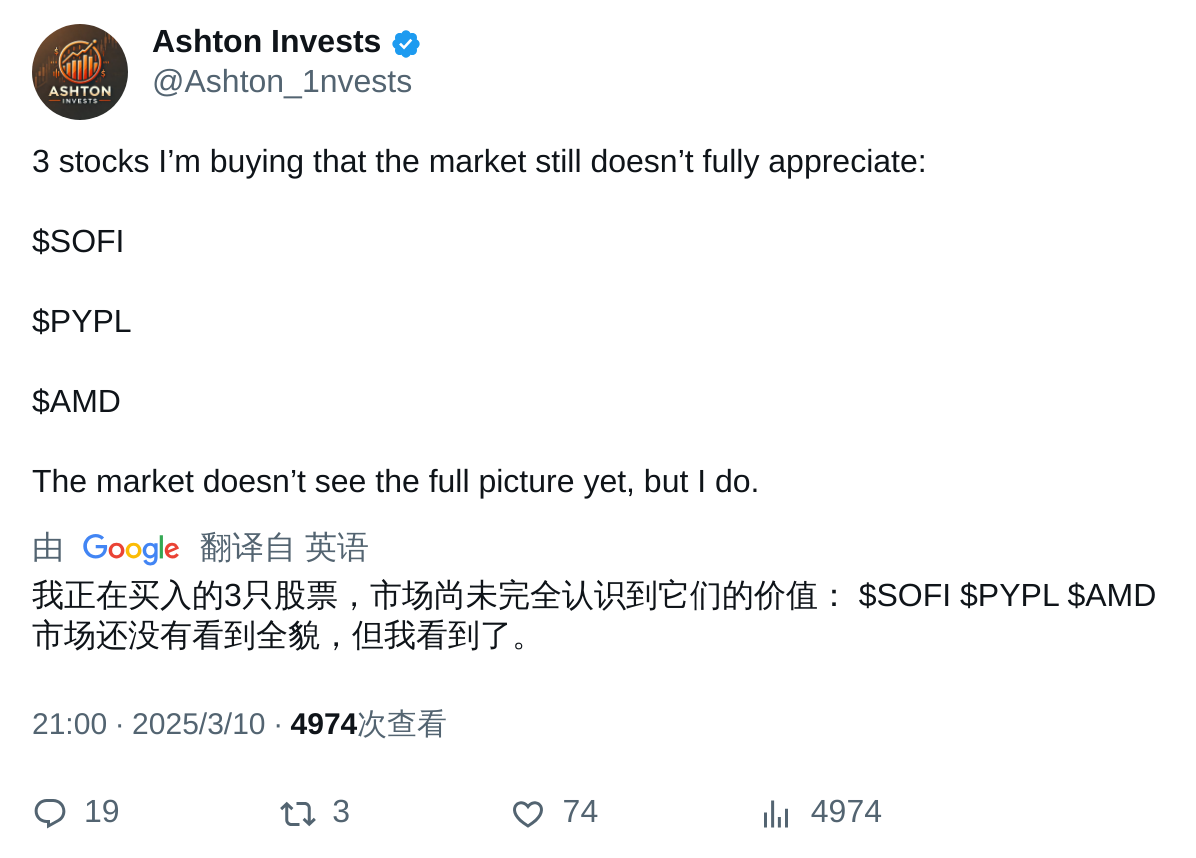 Ashton Invests
@Ashton_1nvests
ASHTON
INVESTS
3 stocks I’m buying that the market still doesn’t fully appreciate:
$SOFI
$PYPL
$AMD
The market doesn’t see the full picture yet, but I do.
由 Google 翻译自 英语
我正在买入的3只股票，市场尚未完全认识到它们的价值： $SOFI $PYPL $AMD
市场还没有看到全貌，但我看到了。
21:00 · 2025/3/10 · 4974次查看
19 3 74 4974